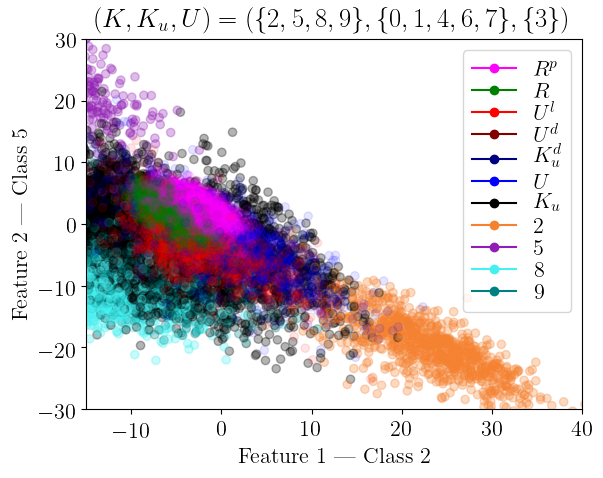 (K, K_u, U) = ({2, 5, 8, 9}, {0, 1, 4, 6, 7}, {3})
30
20
10
0
−10
−20
−30
Feature 2 — Class 5
R^p
R
U^l
U^d
K_u^d
U
K_u
2
5
8
9
−10
0
10
20
30
40
Feature 1 — Class 2